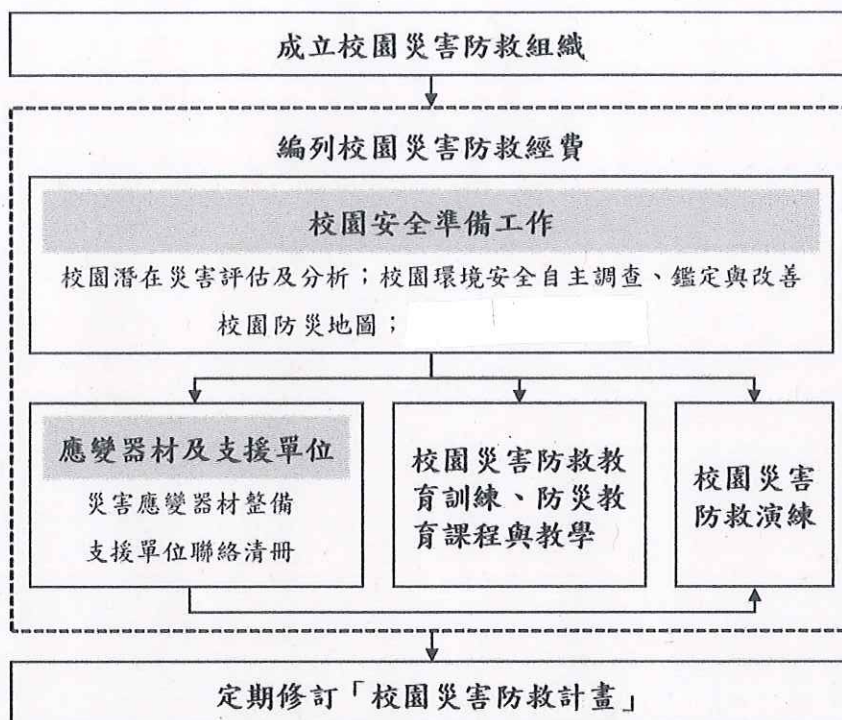 成立校園災害防救組織
編列校園災害防救經費
校園安全準備工作
校園潛在災害評估及分析；校園環境安全自主調查、鑑定與改善
校園防災地圖；
應變器材及支援單位
災害應變器材整備
支援單位聯絡清冊
校園災害防救教
育訓練、防災教
育課程與教學
校園災害
防救演練
定期修訂「校園災害防救計畫」